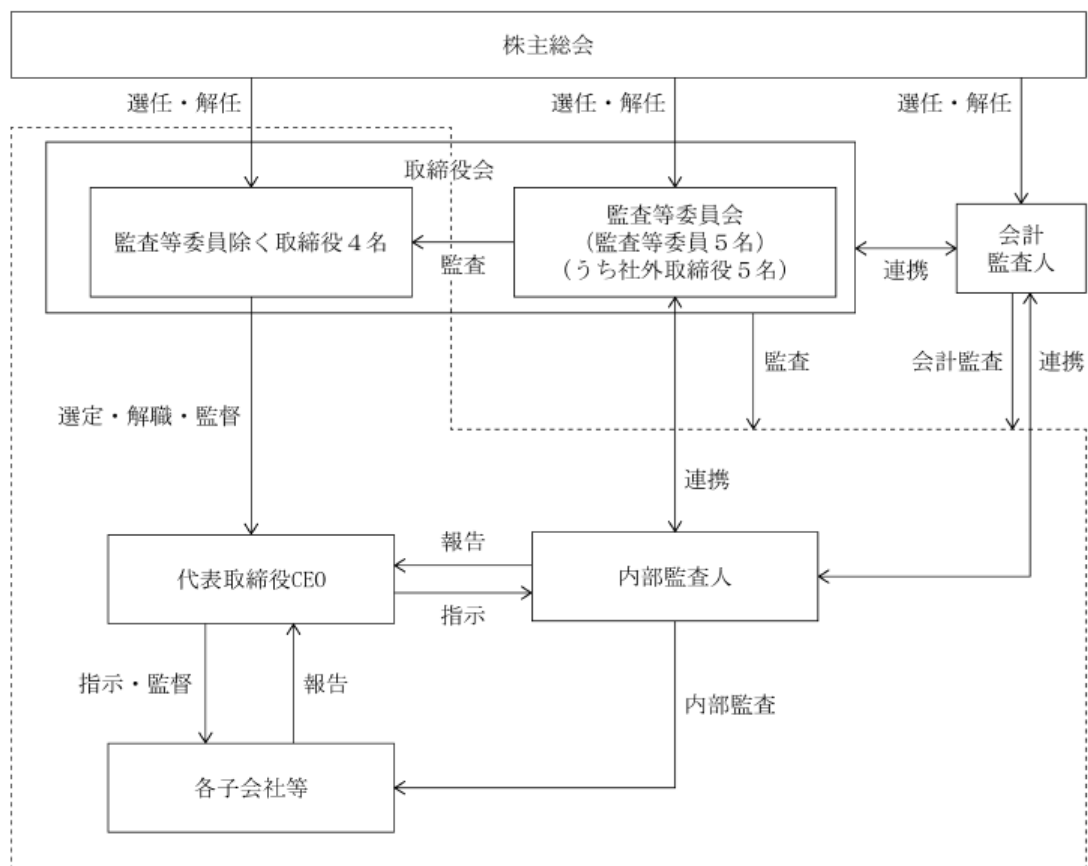 株主総会
選任・解任
選任・解任
選任・解任
取締役会
監査等委員除く取締役４名
監査
監査等委員会
（監査等委員５名）
（うち社外取締役５名）
連携
会計
監査人
監査
会計監査
連携
選定・解職・監督
連携
代表取締役CEO
報告
指示
内部監査人
指示・監督
報告
内部監査
各子会社等